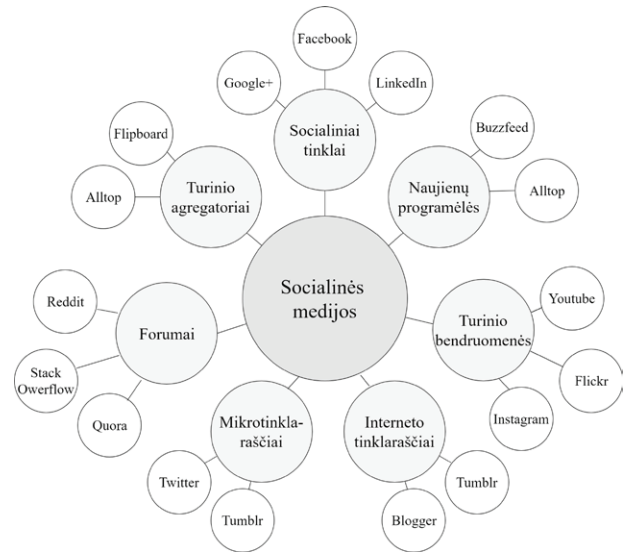 Facebook
Google+
LinkedIn
Socialiniai
tinklai
Flipboard
Alltop
Turinio
agregatoriai
Buzzfeed
Alltop
Naujienų
programėlės
Socialinės
medijos
Reddit
Stack
Owerflow
Quora
Forumai
Youtube
Flickr
Instagram
Turinio
bendruomenės
Mikrotinkla-
raščiai
Twitter
Tumblr
Interneto
tinklaraščiai
Tumblr
Blogger